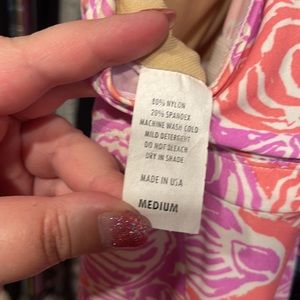 80% NYLON
20% SPANDEX
MACHINE WASH COLD
MILD DETERGENT
DO NOT BLEACH
DRY IN SHADE
MADE IN USA
MEDIUM